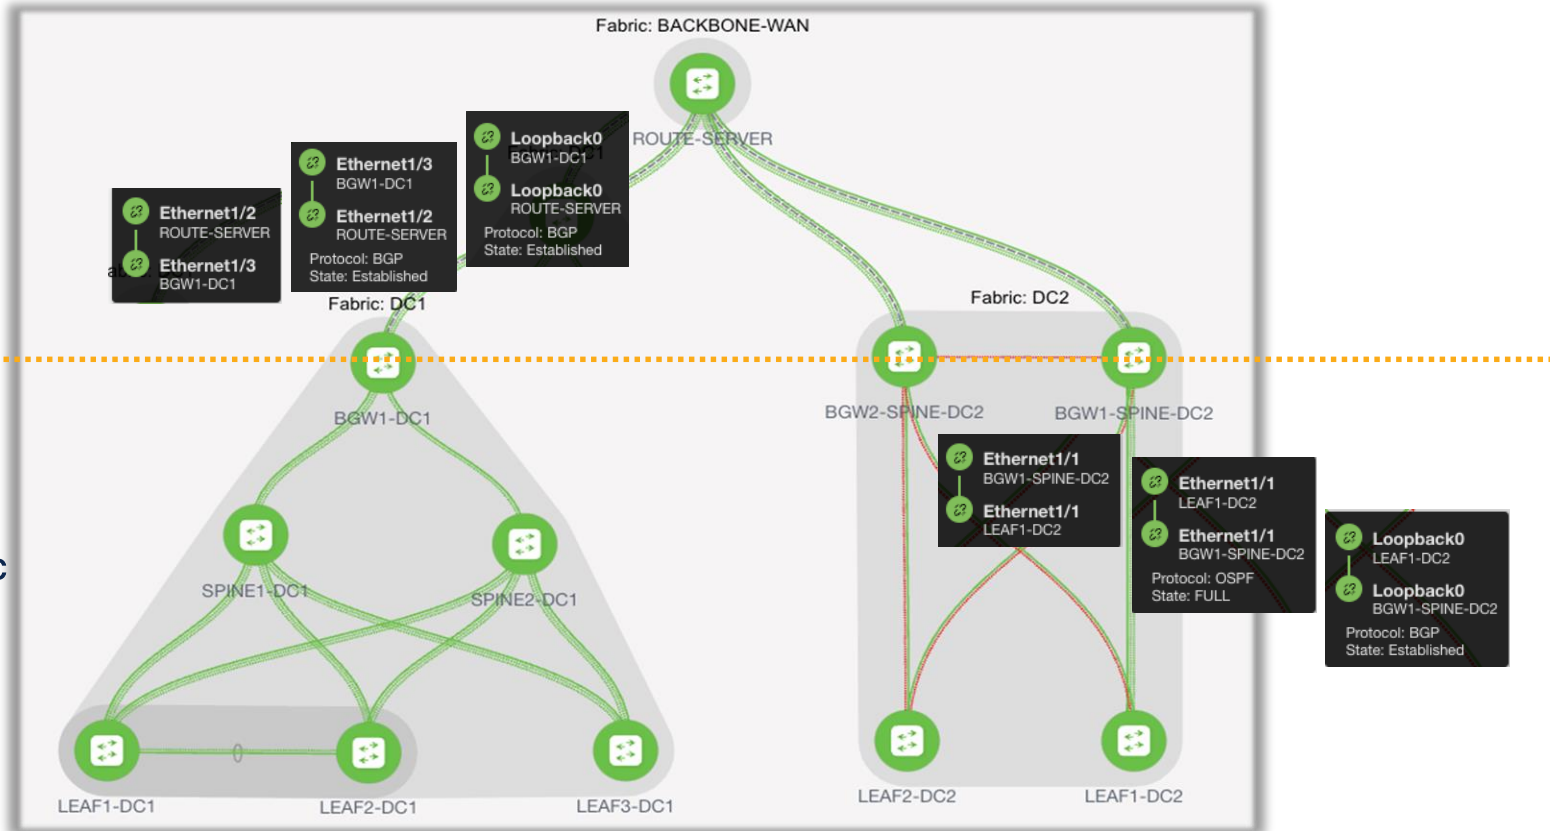 Fabric: BACKBONE-WAN
ROUTE-SERVER
Loopback0
BGW1-DC1
Loopback0
ROUTE-SERVER
Protocol: BGP
State: Established
Ethernet1/3
BGW1-DC1
Ethernet1/2
ROUTE-SERVER
Protocol: BGP
State: Established
Ethernet1/2
ROUTE-SERVER
Ethernet1/3
BGW1-DC1
Fabric: DC1
Fabric: DC2
BGW1-DC1
BGW2-SPINE-DC2
BGW1-SPINE-DC2
Ethernet1/1
BGW1-SPINE-DC2
Ethernet1/1
LEAF1-DC2
Ethernet1/1
LEAF1-DC2
Ethernet1/1
BGW1-SPINE-DC2
Protocol: OSPF
State: FULL
Loopback0
LEAF1-DC2
Loopback0
BGW1-SPINE-DC2
Protocol: BGP
State: Established
SPINE1-DC1
SPINE2-DC1
LEAF1-DC1
LEAF2-DC1
LEAF3-DC1
LEAF2-DC2
LEAF1-DC2